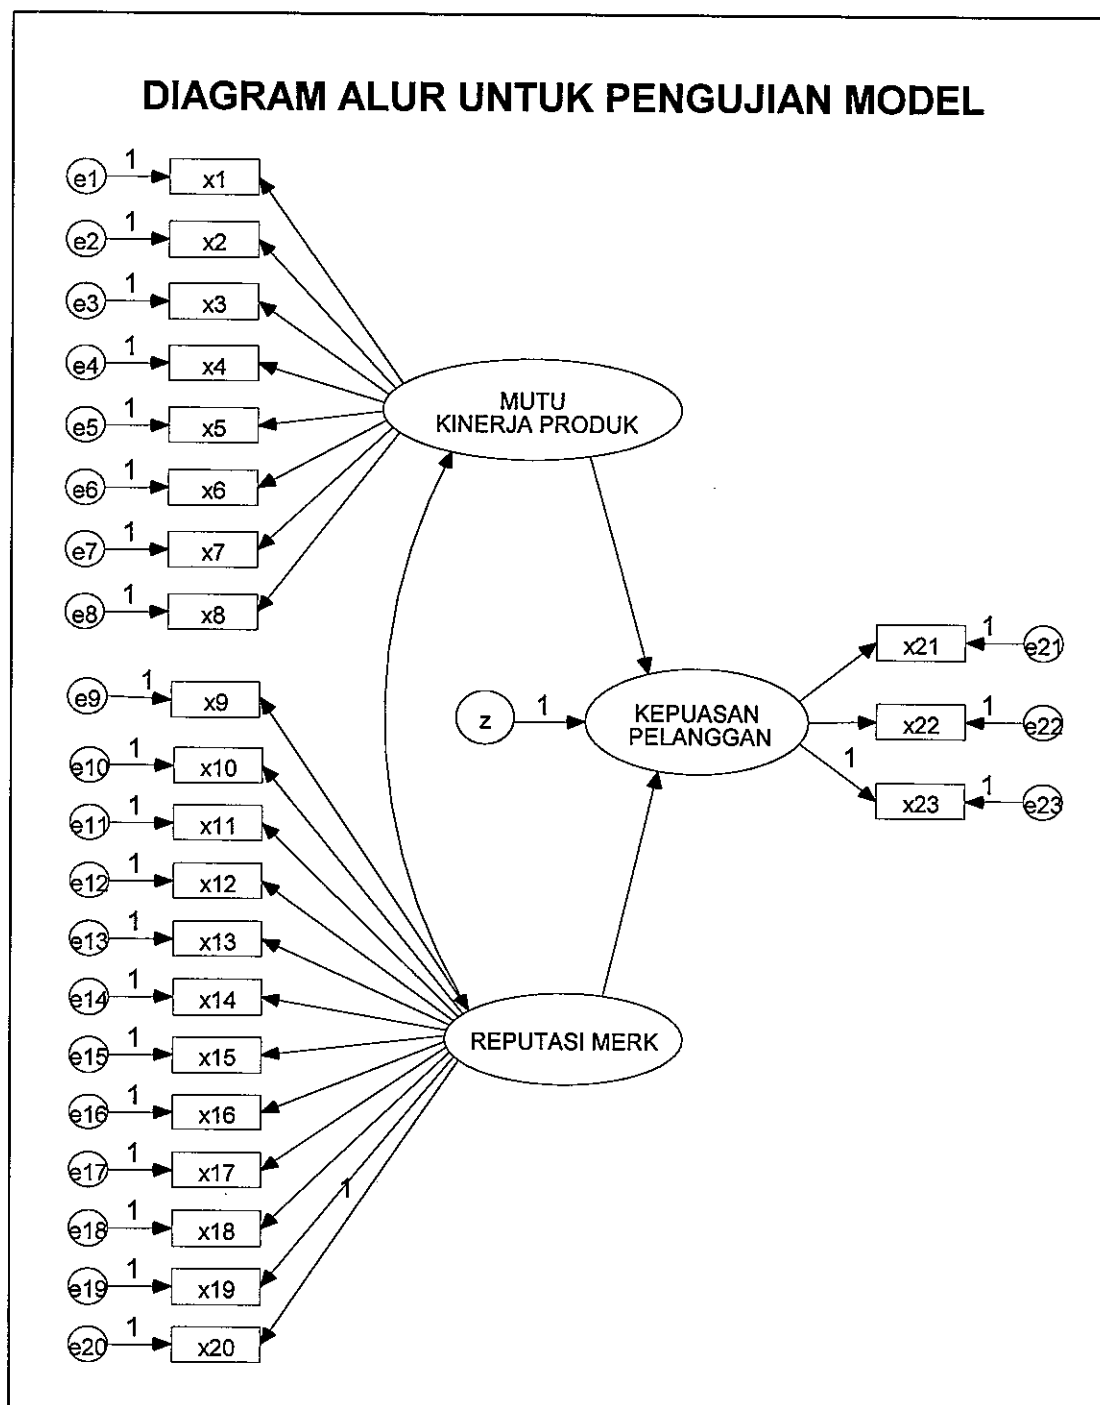 DIAGRAM ALUR UNTUK PENGUJIAN MODEL
e1 1 x1
e2 1 x2
e3 1 x3
e4 1 x4
e5 1 x5
e6 1 x6
e7 1 x7
e8 1 x8
MUTU
KINERJA PRODUK
e9 1 x9
e10 1 x10
e11 1 x11
e12 1 x12
e13 1 x13
e14 1 x14
e15 1 x15
e16 1 x16
e17 1 x17
e18 1 x18
e19 1 x19
e20 1 x20
1
REPUTASI MERK
z 1
KEPUASAN
PELANGGAN
x21 1 e21
x22 1 e22
1
x23 1 e23